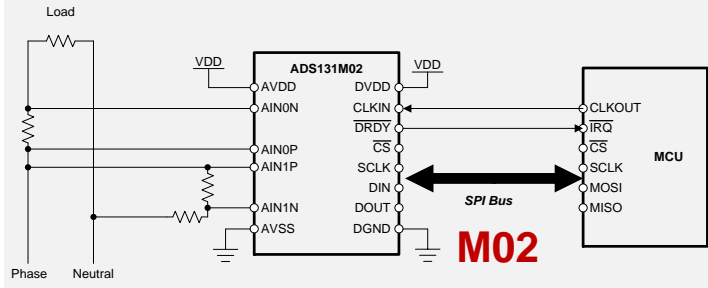 Load
VDD
ADS131M02
VDD
AVDD
DVDD
AIN0N
CLKIN
CLKOUT
DRDY
IRQ
AIN0P
CS
CS
MCU
AIN1P
SCLK
SCLK
DIN
MOSI
SPI Bus
AIN1N
DOUT
MISO
AVSS
DGND
M02
Phase
Neutral